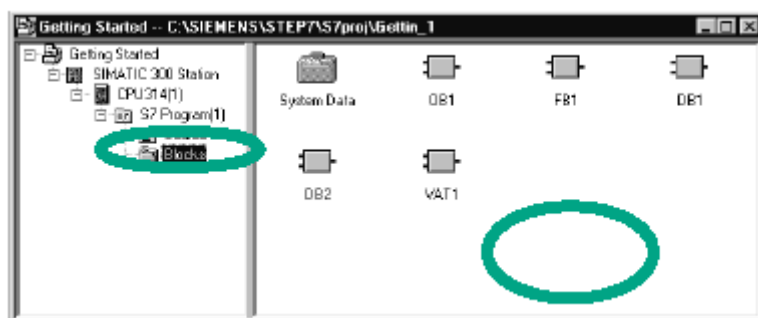 Getting Started -- C:\SIEMENS\STEP7\S7proj\Gettin_1
Getting Started
SIMATIC 300 Station
CPU314(1)
S7 Program(1)
Blocks
System Data
OB1
FB1
DB1
DB2
VAT1